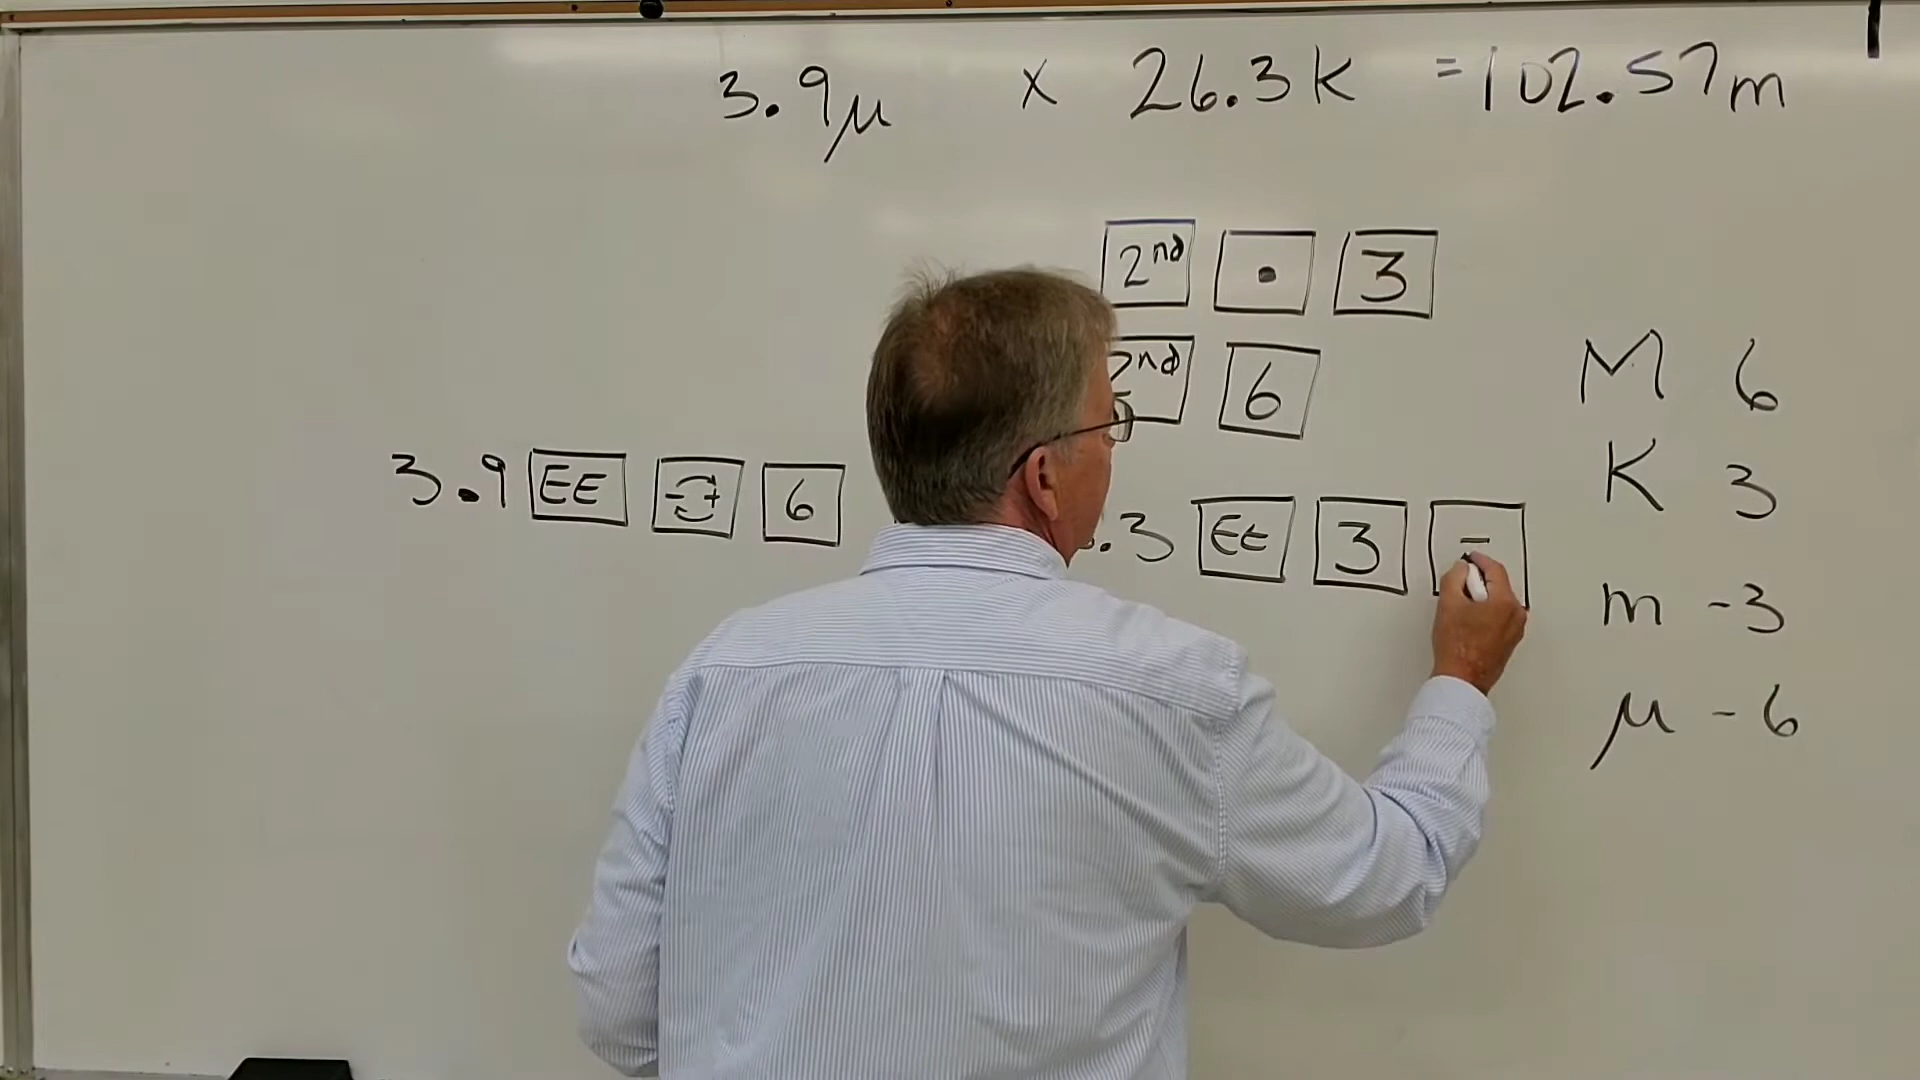 3.9μ x 26.3K =102.57m
2nd • 3
2nd 6
M 6
K 3
3.9 EE -+ 6 .3 EE 3
m -3
μ -6